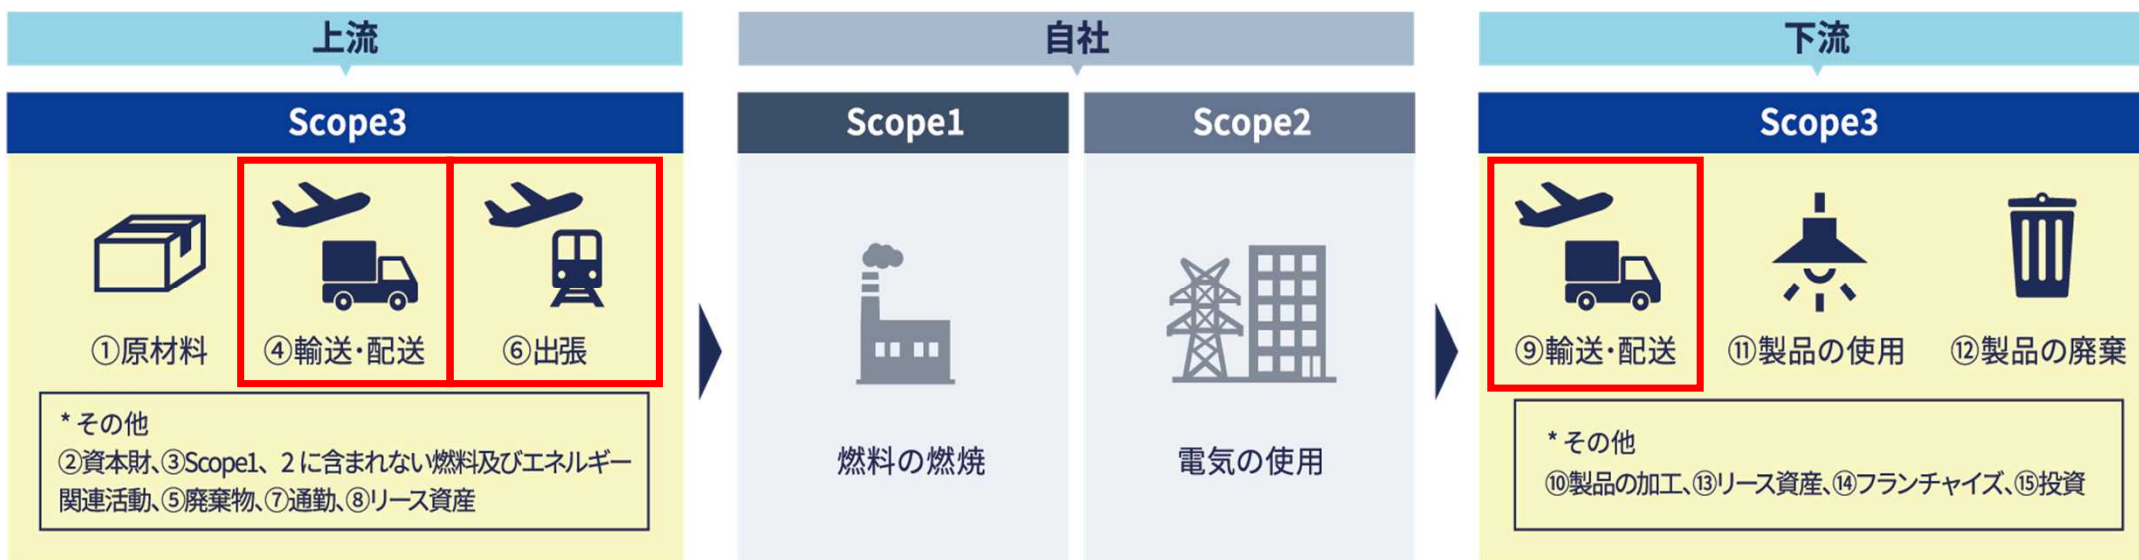 上流
Scope3
①原材料
④輸送・配送
⑥出張
* その他
②資本財、③Scope1、2に含まれない燃料及びエネルギー
関連活動、⑤廃棄物、⑦通勤、⑧リース資産
自社
Scope1
燃料の燃焼
Scope2
電気の使用
下流
Scope3
⑨輸送・配送
⑪製品の使用
⑫製品の廃棄
* その他
⑩製品の加工、⑬リース資産、⑭フランチャイズ、⑮投資